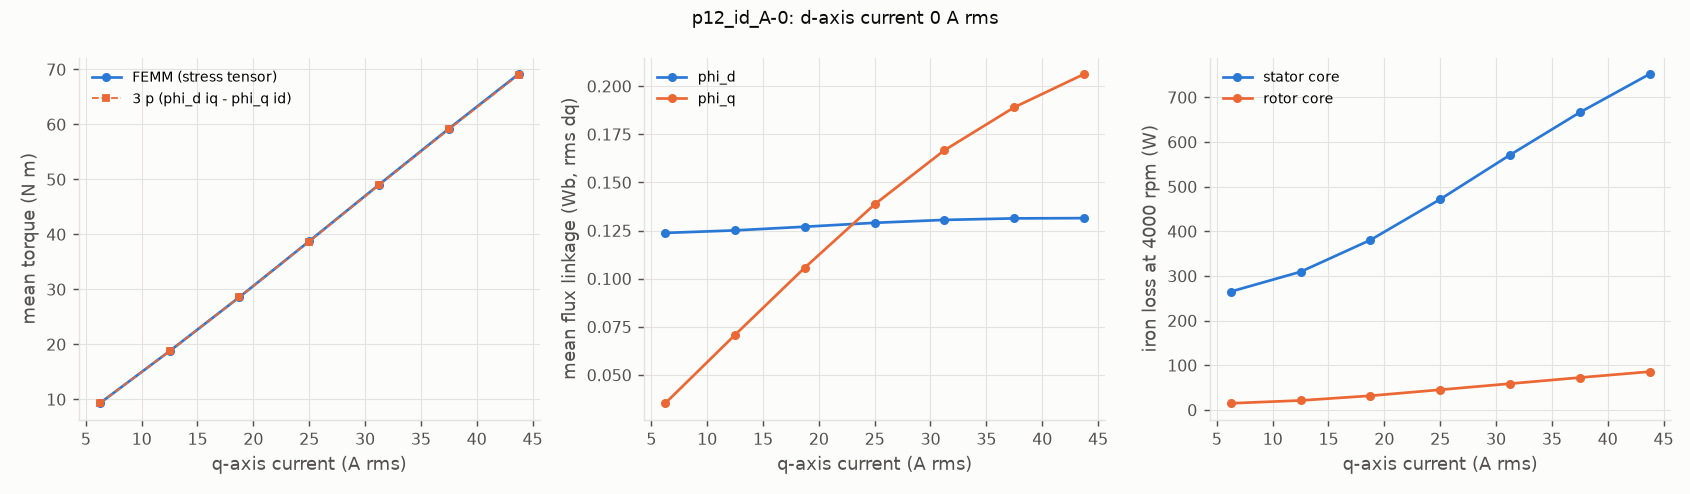 p12_id_A-0: d-axis current 0 A rms
mean torque (N m)
70
60
50
40
30
20
10
FEMM (stress tensor)
3 p (phi_d iq - phi_q id)
5 10 15 20 25 30 35 40 45
q-axis current (A rms)
mean flux linkage (Wb, rms dq)
0.200
0.175
0.150
0.125
0.100
0.075
0.050
phi_d
phi_q
5 10 15 20 25 30 35 40 45
q-axis current (A rms)
iron loss at 4000 rpm (W)
700
600
500
400
300
200
100
0
stator core
rotor core
5 10 15 20 25 30 35 40 45
q-axis current (A rms)